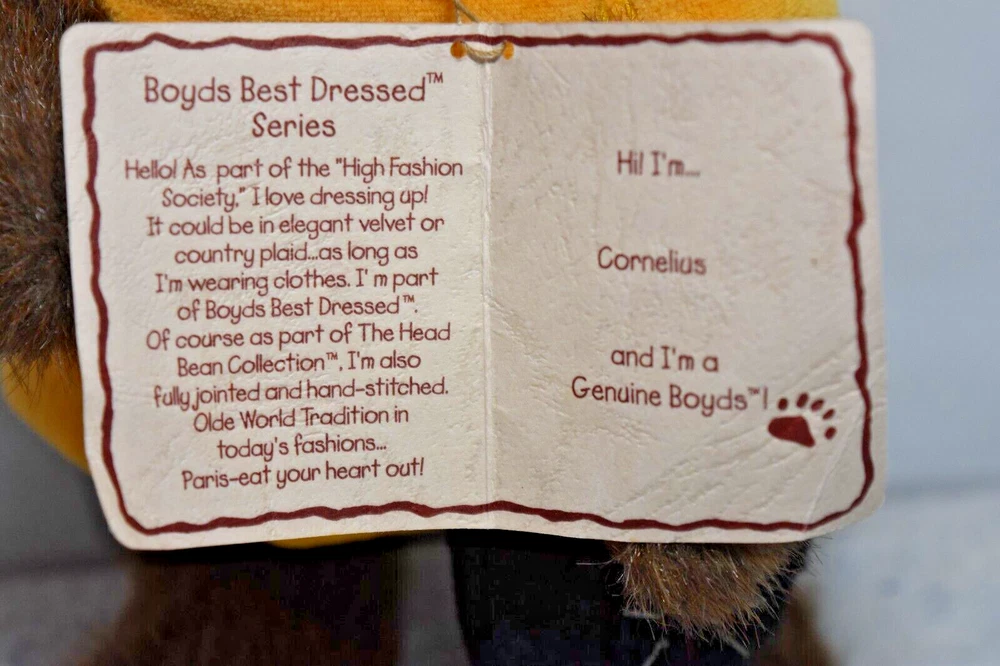 Boyds Best Dressed™
Series
Hello! As part of the "High Fashion
Society," I love dressing up!
It could be in elegant velvet or
country plaid...as long as
I'm wearing clothes. I' m part
of Boyds Best Dressed™.
Of course as part of The Head
Bean Collection™, I'm also
fully jointed and hand-stitched.
Olde World Tradition in
today's fashions...
Paris-eat your heart out!
Hi! I'm...
Cornelius
and I'm a
Genuine Boyds™!